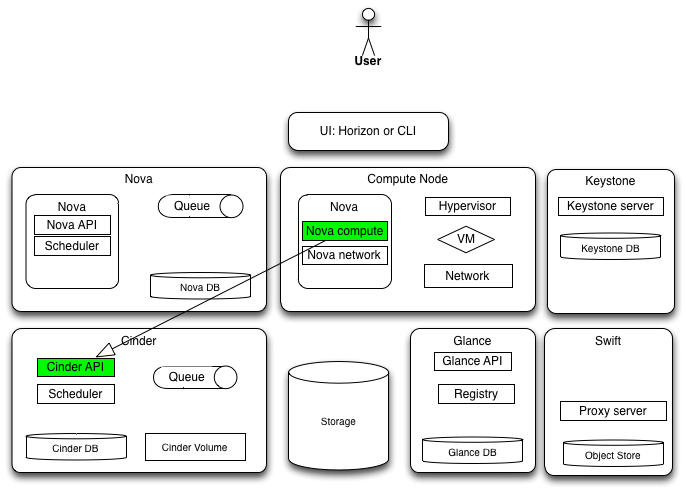 User
UI: Horizon or CLI
Nova
Nova
Nova API
Scheduler
Queue
Nova DB
Compute Node
Nova
Nova compute
Nova network
Hypervisor
VM
Network
Keystone
Keystone server
Keystone DB
Cinder
Cinder API
Scheduler
Queue
Cinder DB
Cinder Volume
Storage
Glance
Glance API
Registry
Glance DB
Swift
Proxy server
Object Store